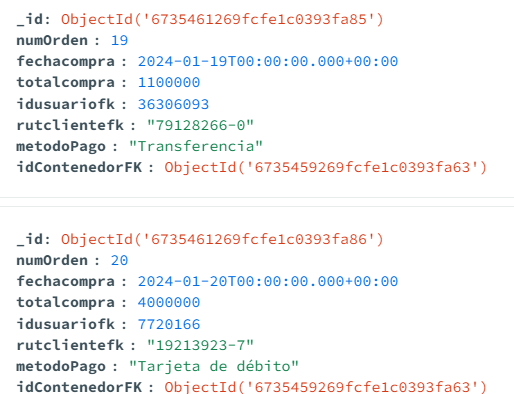 _id: ObjectId('6735461269fcfe1c0393fa85')
numOrden : 19
fechacompra : 2024-01-19T00:00:00.000+00:00
totalcompra : 1100000
idusuariofk : 36306093
rutclientefk : "79128266-0"
metodoPago : "Transferencia"
idContenedorFK : ObjectId('6735459269fcfe1c0393fa63')
_id: ObjectId('6735461269fcfe1c0393fa86')
numOrden : 20
fechacompra : 2024-01-20T00:00:00.000+00:00
totalcompra : 4000000
idusuariofk : 7720166
rutclientefk : "19213923-7"
metodoPago : "Tarjeta de débito"
idContenedorFK : ObjectId('6735459269fcfe1c0393fa63')